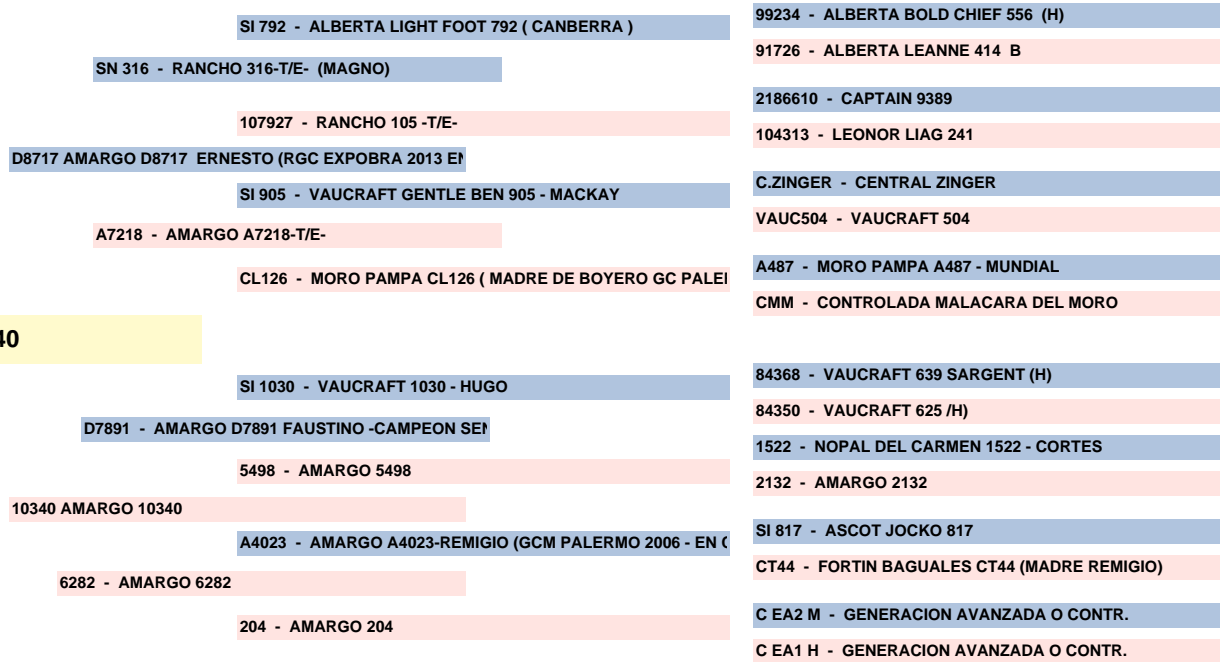 99234 - ALBERTA BOLD CHIEF 556 (H)
SI 792 - ALBERTA LIGHT FOOT 792 ( CANBERRA )
91726 - ALBERTA LEANNE 414 B
SN 316 - RANCHO 316-T/E- (MAGNO)
2186610 - CAPTAIN 9389
107927 - RANCHO 105 -T/E-
104313 - LEONOR LIAG 241
D8717 AMARGO D8717 ERNESTO (RGC EXPOBRA 2013 EN
C.ZINGER - CENTRAL ZINGER
SI 905 - VAUCRAFT GENTLE BEN 905 - MACKAY
VAUC504 - VAUCRAFT 504
A7218 - AMARGO A7218-T/E-
A487 - MORO PAMPA A487 - MUNDIAL
CL126 - MORO PAMPA CL126 ( MADRE DE BOYERO GC PALE
CMM - CONTROLADA MALACARA DEL MORO
40
84368 - VAUCRAFT 639 SARGENT (H)
SI 1030 - VAUCRAFT 1030 - HUGO
84350 - VAUCRAFT 625 /H)
D7891 - AMARGO D7891 FAUSTINO -CAMPEON SEN
1522 - NOPAL DEL CARMEN 1522 - CORTES
5498 - AMARGO 5498
2132 - AMARGO 2132
10340 AMARGO 10340
SI 817 - ASCOT JOCKO 817
A4023 - AMARGO A4023-REMIGIO (GCM PALERMO 2006 - EN
CT44 - FORTIN BAGUALES CT44 (MADRE REMIGIO)
6282 - AMARGO 6282
C EA2 M - GENERACION AVANZADA O CONTR.
204 - AMARGO 204
C EA1 H - GENERACION AVANZADA O CONTR.